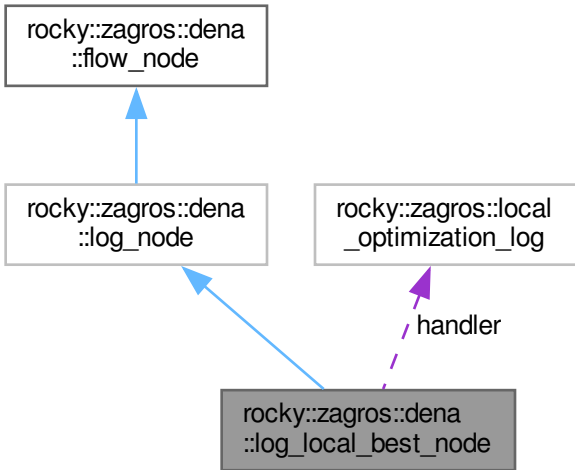 rocky::zagros::dena
::flow_node
rocky::zagros::dena
::log_node
rocky::zagros::local
_optimization_log
handler
rocky::zagros::dena
::log_local_best_node